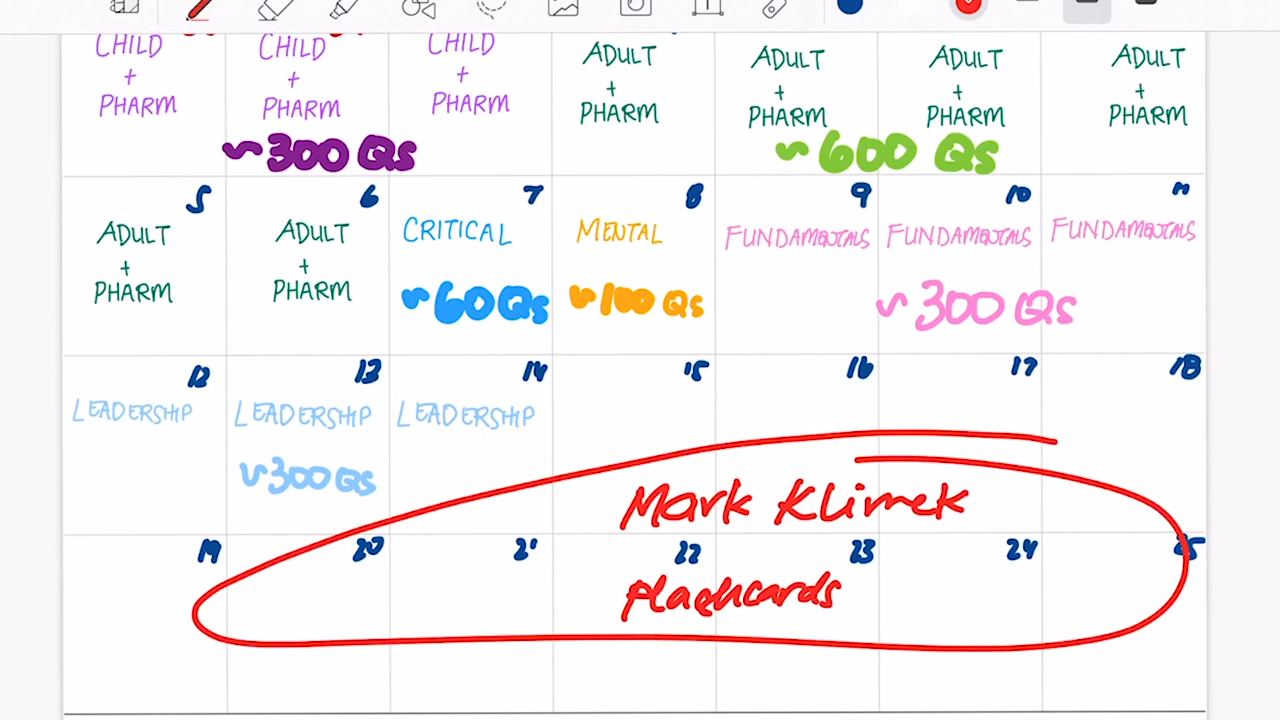 CHILD CHILD CHILD ADULT ADULT ADULT ADULT
+ + + + + + +
PHARM PHARM PHARM PHARM PHARM PHARM PHARM
~300 Qs ~600 Qs
5 6 7 8 9 10 11
ADULT ADULT CRITICAL MENTAL FUNDAMENTALS FUNDAMENTALS FUNDAMENTALS
+ +
PHARM PHARM ~60Qs ~100 Qs ~300 Qs
12 13 14 15 16 17 18
LEADERSHIP LEADERSHIP LEADERSHIP
~300 Qs
Mark Klimek
19 20 21 22 23 24 25
flashcards